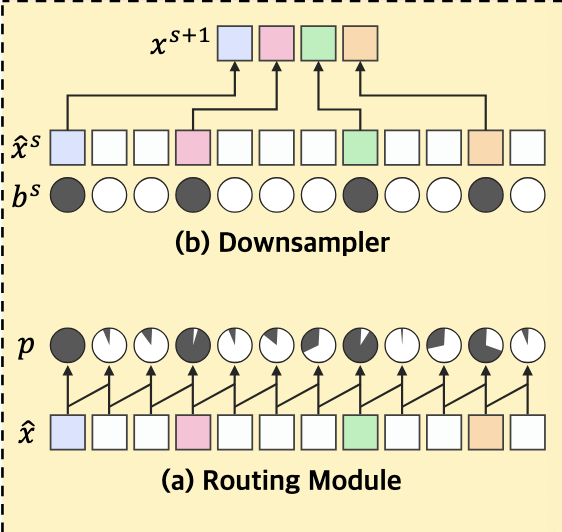 x^{s+1}
x̂^s
b^s
(b) Downsampler
p
x̂
(a) Routing Module